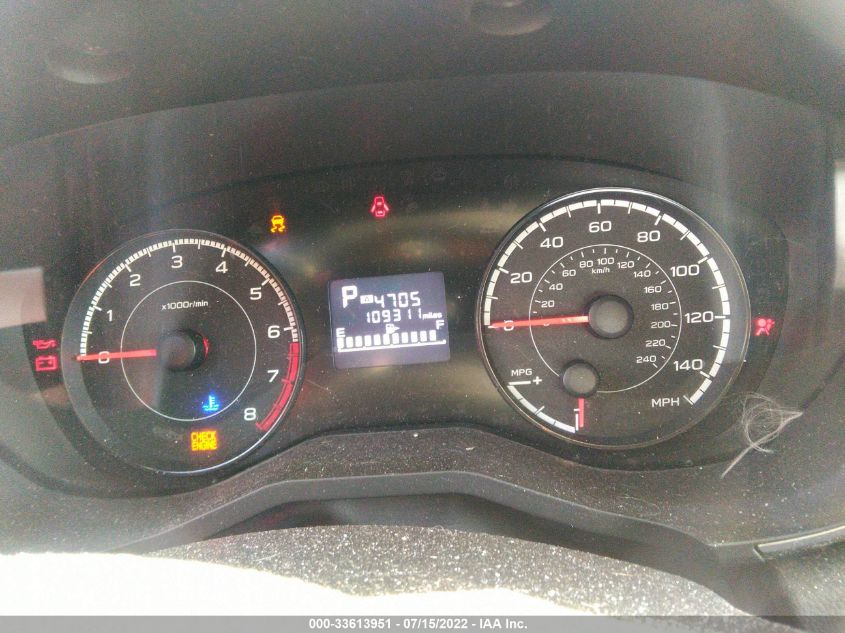 0 1 2 3 4 5 6 7 8
x1000r/min
CHECK
ENGINE
P A 4705
109311 miles
E F
0 20 40 60 80 100 120 140
20 40 60 80 100 120 140 160 180 200 220 240
km/h
MPG - +
MPH
000-33613951 - 07/15/2022 - IAA Inc.